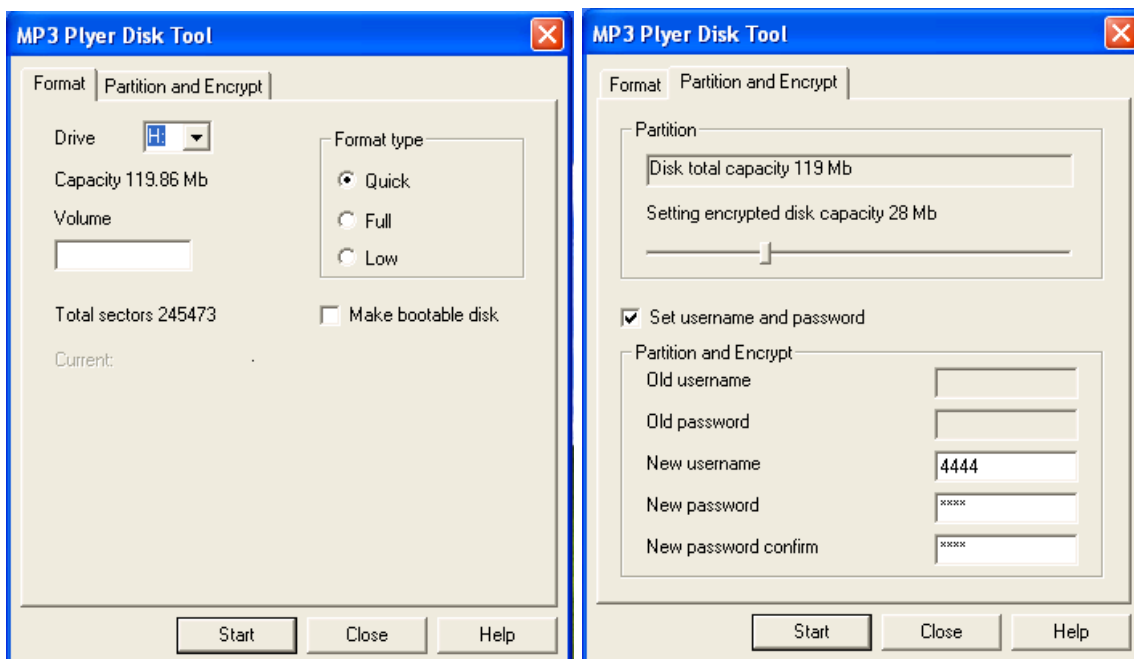 MP3 Plyer Disk Tool
Format
Partition and Encrypt
Drive
H:
Format type
Capacity 119.86 Mb
Quick
Volume
Full
Low
Total sectors 245473
Make bootable disk
Current:
Start
Close
Help
MP3 Plyer Disk Tool
Format
Partition and Encrypt
Partition
Disk total capacity 119 Mb
Setting encrypted disk capacity 28 Mb
Set username and password
Partition and Encrypt
Old username
Old password
New username
4444
New password
****
New password confirm
****
Start
Close
Help